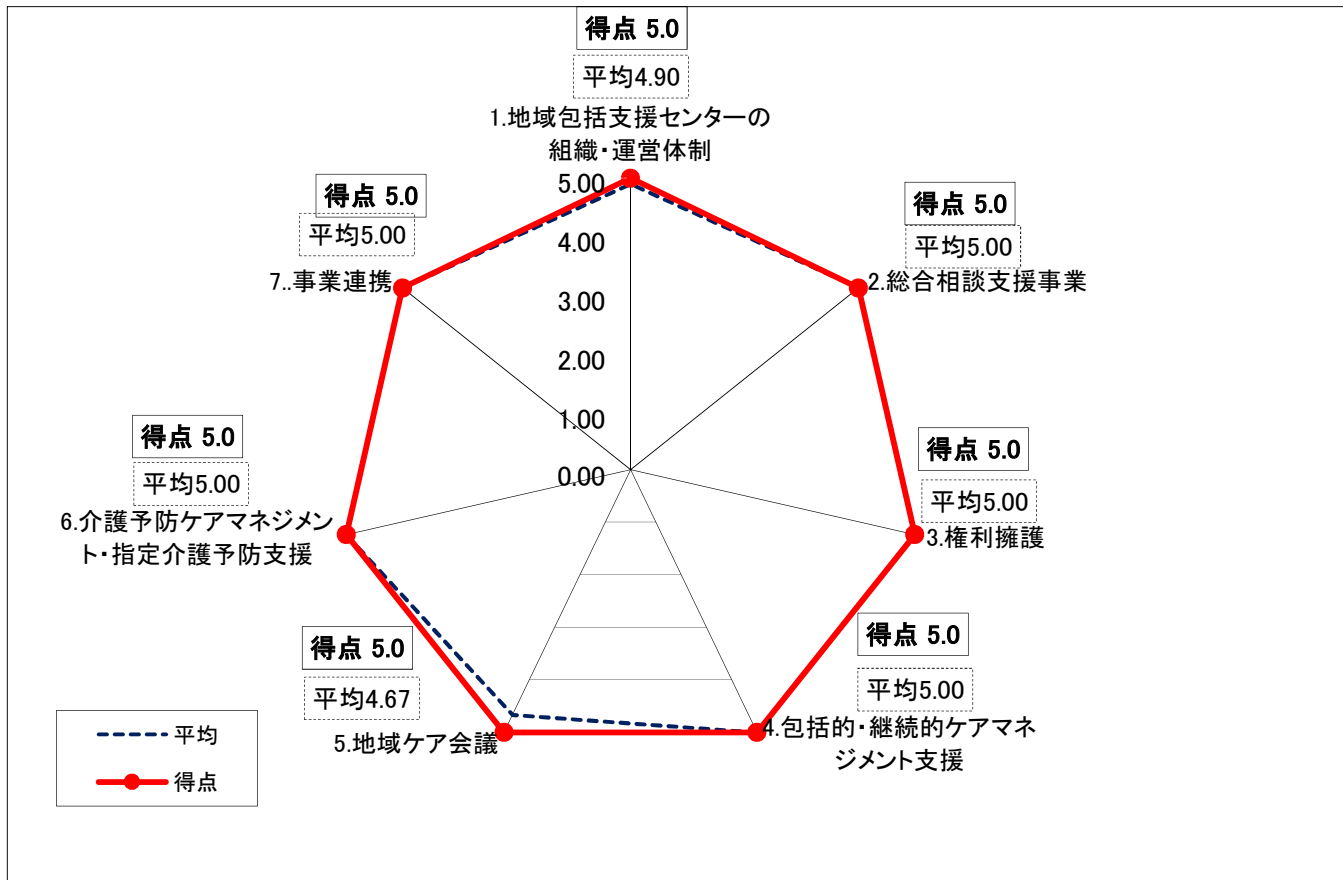 得点 5.0
平均4.90
1.地域包括支援センターの
組織・運営体制
得点 5.0
平均5.00
2.総合相談支援事業
得点 5.0
平均5.00
3.権利擁護
得点 5.0
平均5.00
4.包括的・継続的ケアマネ
ジメント支援
得点 5.0
平均4.67
5.地域ケア会議
得点 5.0
平均5.00
6.介護予防ケアマネジメン
ト・指定介護予防支援
得点 5.0
平均5.00
7..事業連携
5.00
4.00
3.00
2.00
1.00
0.00
平均
得点